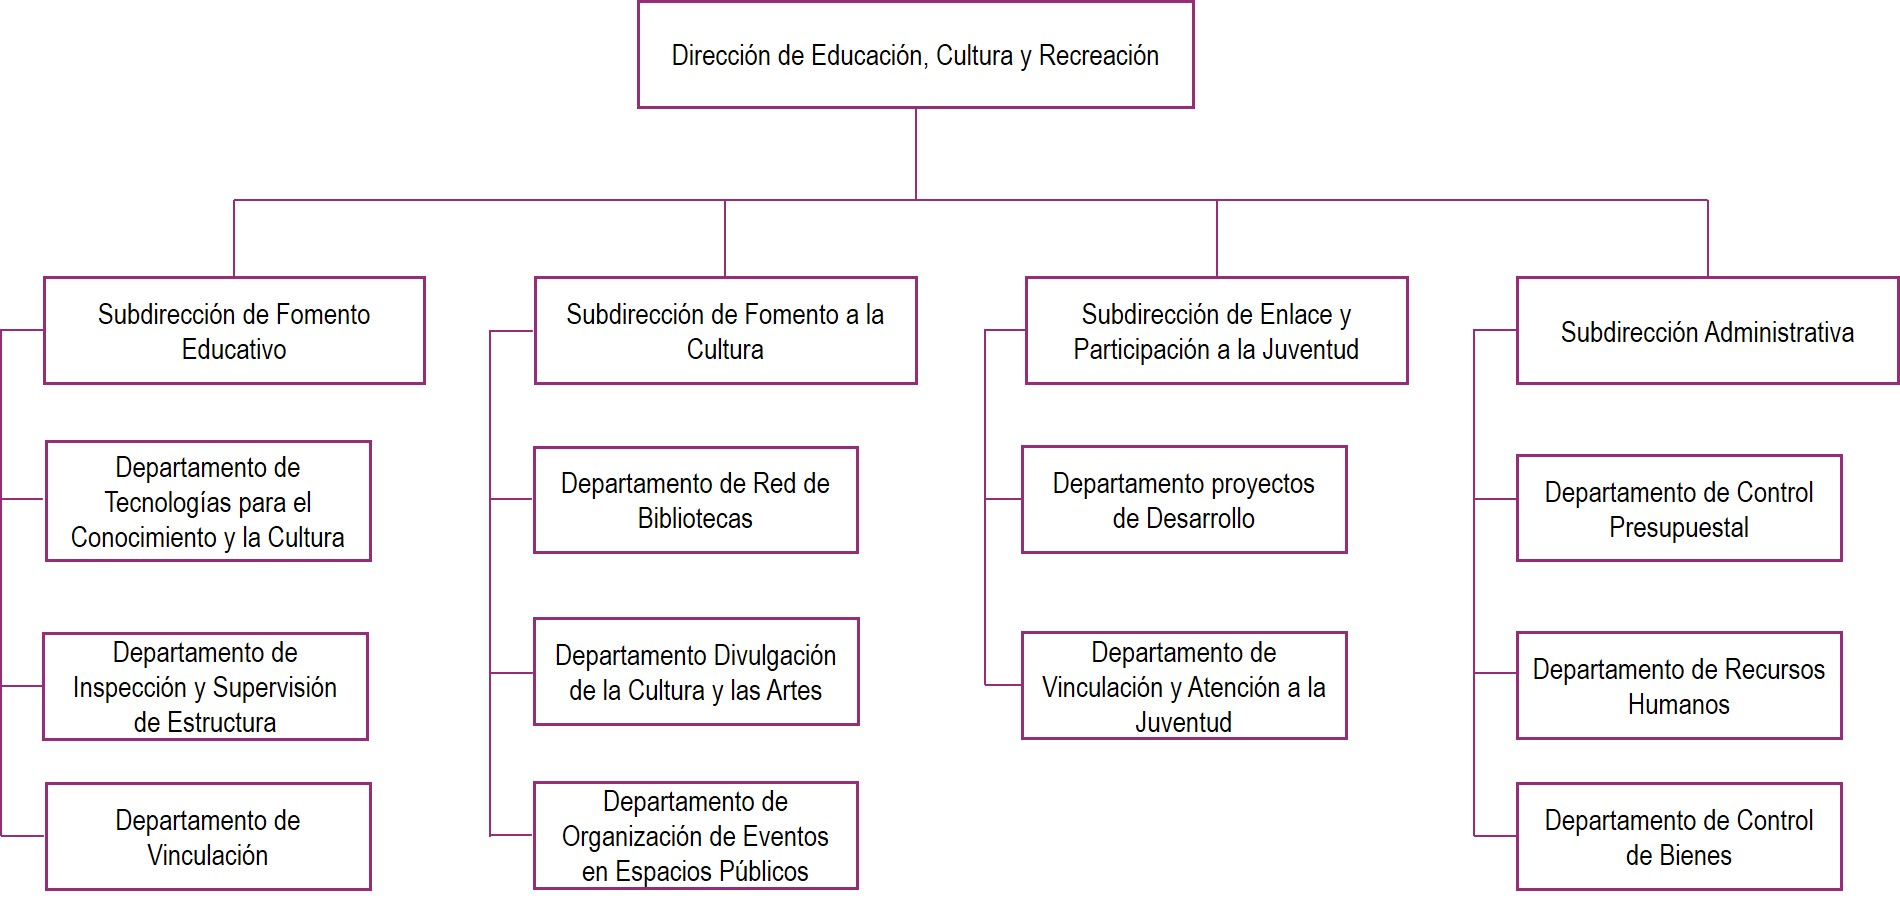 Dirección de Educación, Cultura y Recreación
Subdirección de Fomento
Educativo
Departamento de
Tecnologías para el
Conocimiento y la Cultura
Departamento de
Inspección y Supervisión
de Estructura
Departamento de
Vinculación
Subdirección de Fomento a la
Cultura
Departamento de Red de
Bibliotecas
Departamento Divulgación
de la Cultura y las Artes
Departamento de
Organización de Eventos
en Espacios Públicos
Subdirección de Enlace y
Participación a la Juventud
Departamento proyectos
de Desarrollo
Departamento de
Vinculación y Atención a la
Juventud
Subdirección Administrativa
Departamento de Control
Presupuestal
Departamento de Recursos
Humanos
Departamento de Control
de Bienes